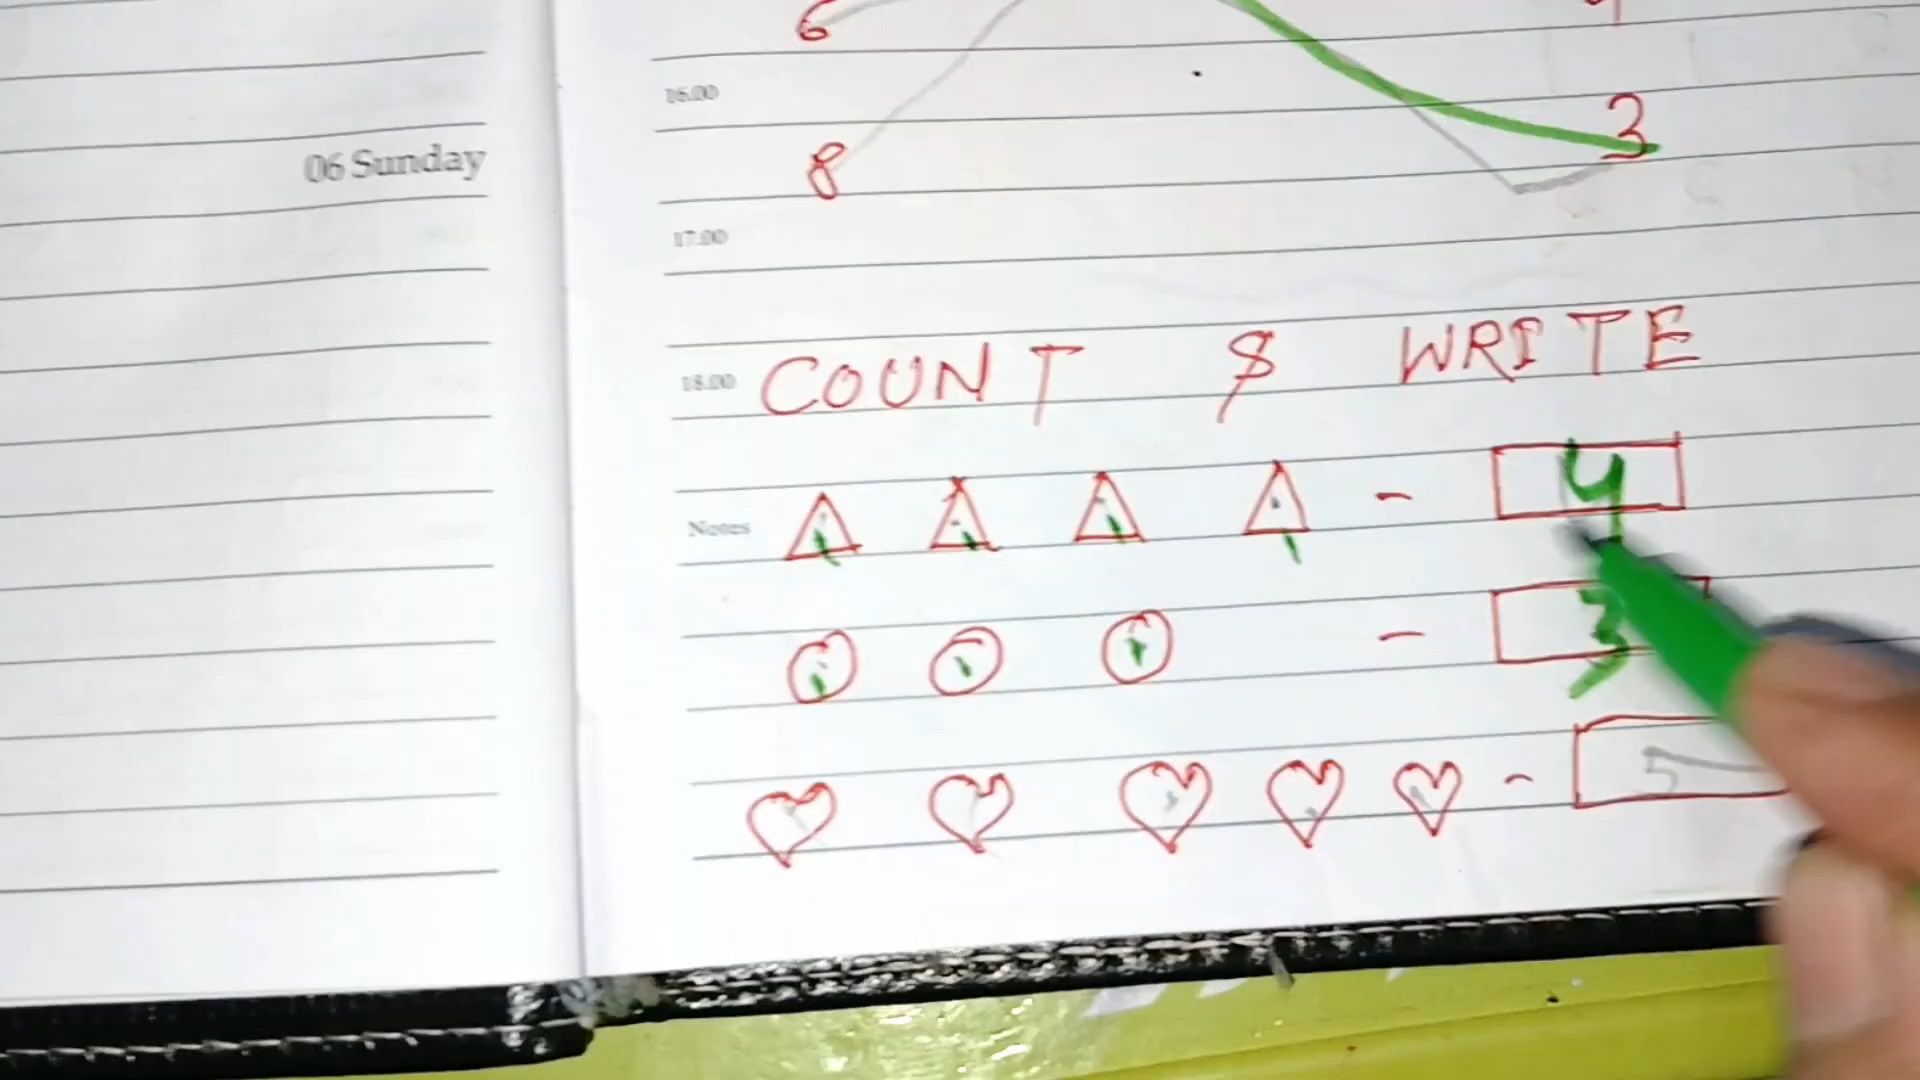 6
16.00
3
06 Sunday
8
17.00
18.00 COUNT & WRITE
Notes - 4
- 3
- 5